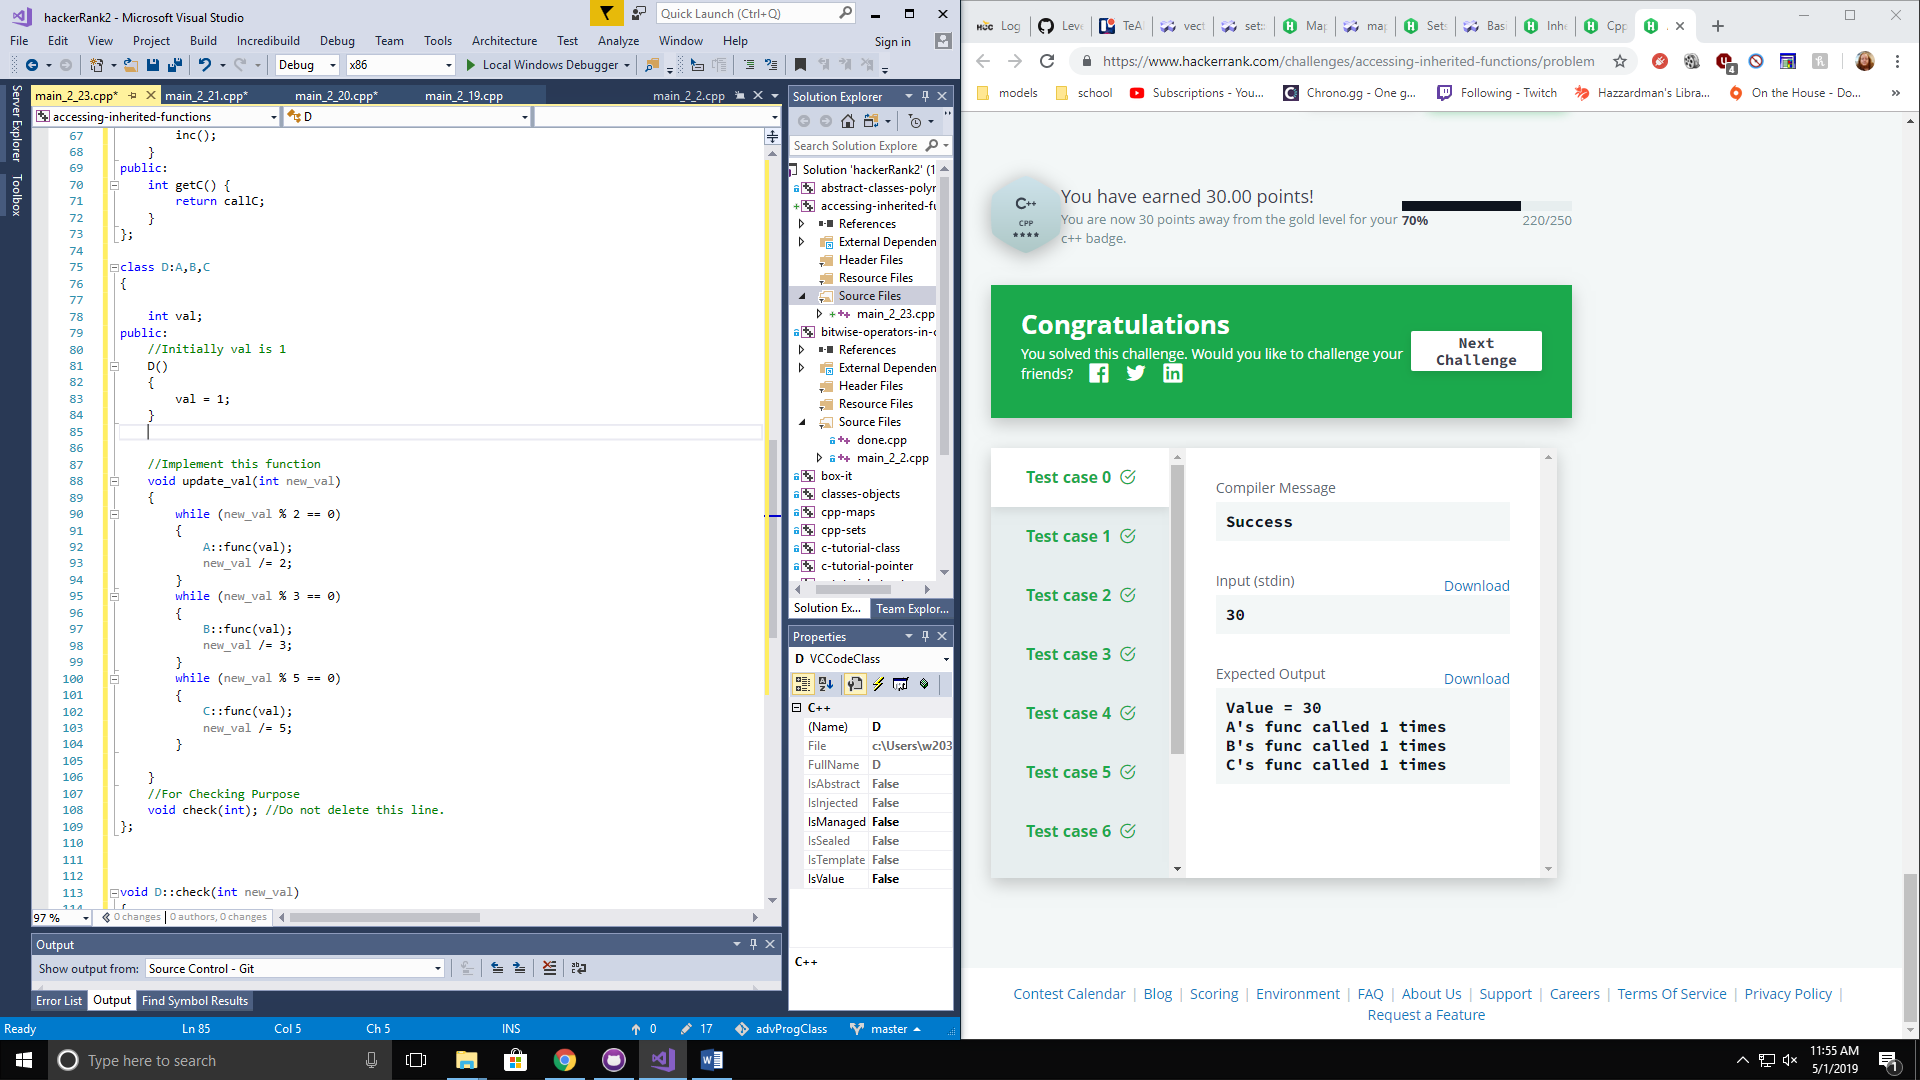 hackerRank2 - Microsoft Visual Studio
Quick Launch (Ctrl+Q)
File Edit View Project Build Incredibuild Debug Team Tools Architecture Test Analyze Window Help Sign in
Debug x86 Local Windows Debugger
Server Explorer
Toolbox
main_2_23.cpp* main_2_21.cpp* main_2_20.cpp* main_2_19.cpp main_2_2.cpp
accessing-inherited-functions D
67 inc();
68 }
69 public:
70 int getC() {
71 return callC;
72 }
73 };
74
75 class D:A,B,C
76 {
77
78 int val;
79 public:
80 //Initially val is 1
81 D()
82 {
83 val = 1;
84 }
85
86
87 //Implement this function
88 void update_val(int new_val)
89 {
90 while (new_val % 2 == 0)
91 {
92 A::func(val);
93 new_val /= 2;
94 }
95 while (new_val % 3 == 0)
96 {
97 B::func(val);
98 new_val /= 3;
99 }
100 while (new_val % 5 == 0)
101 {
102 C::func(val);
103 new_val /= 5;
104 }
105
106 }
107 //For Checking Purpose
108 void check(int); //Do not delete this line.
109 };
110
111
112
113 void D::check(int new_val)
114 {
97 % 0 changes | 0 authors, 0 changes
Output
Show output from: Source Control - Git
Error List Output Find Symbol Results
Ready Ln 85 Col 5 Ch 5 INS 0 17 advProgClass master
Solution Explorer
Search Solution Explore
Solution 'hackerRank2' (1
abstract-classes-polyr
accessing-inherited-fu
References
External Dependen
Header Files
Resource Files
Source Files
main_2_23.cpp
bitwise-operators-in-c
References
External Dependen
Header Files
Resource Files
Source Files
done.cpp
main_2_2.cpp
box-it
classes-objects
cpp-maps
cpp-sets
c-tutorial-class
c-tutorial-pointer
Solution Ex... Team Explor...
Properties
D VCCodeClass
C++
(Name) D
File c:\Users\w203
FullName D
IsAbstract False
IsInjected False
IsManaged False
IsSealed False
IsTemplate False
IsValue False
C++
Log Leve TeA vect set:: Map map Sets Bas Inhe Cpp
https://www.hackerrank.com/challenges/accessing-inherited-functions/problem
4
models school Subscriptions - You... Chrono.gg - One g... Following - Twitch Hazzardman's Libra... On the House - Do... »
C++
CPP
You have earned 30.00 points!
You are now 30 points away from the gold level for your c++ badge.
70% 220/250
Congratulations
You solved this challenge. Would you like to challenge your
friends?
Next
Challenge
Test case 0
Test case 1
Test case 2
Test case 3
Test case 4
Test case 5
Test case 6
Compiler Message
Success
Input (stdin) Download
30
Expected Output Download
Value = 30
A's func called 1 times
B's func called 1 times
C's func called 1 times
Contest Calendar | Blog | Scoring | Environment | FAQ | About Us | Support | Careers | Terms Of Service | Privacy Policy |
Request a Feature
Type here to search
11:55 AM
5/1/2019
1